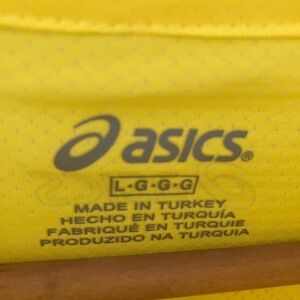 asics®
L-G-G-G
MADE IN TURKEY
HECHO EN TURQUÍA
FABRIQUÉ EN TURQUIE
PRODUZIDO NA TURQUIA